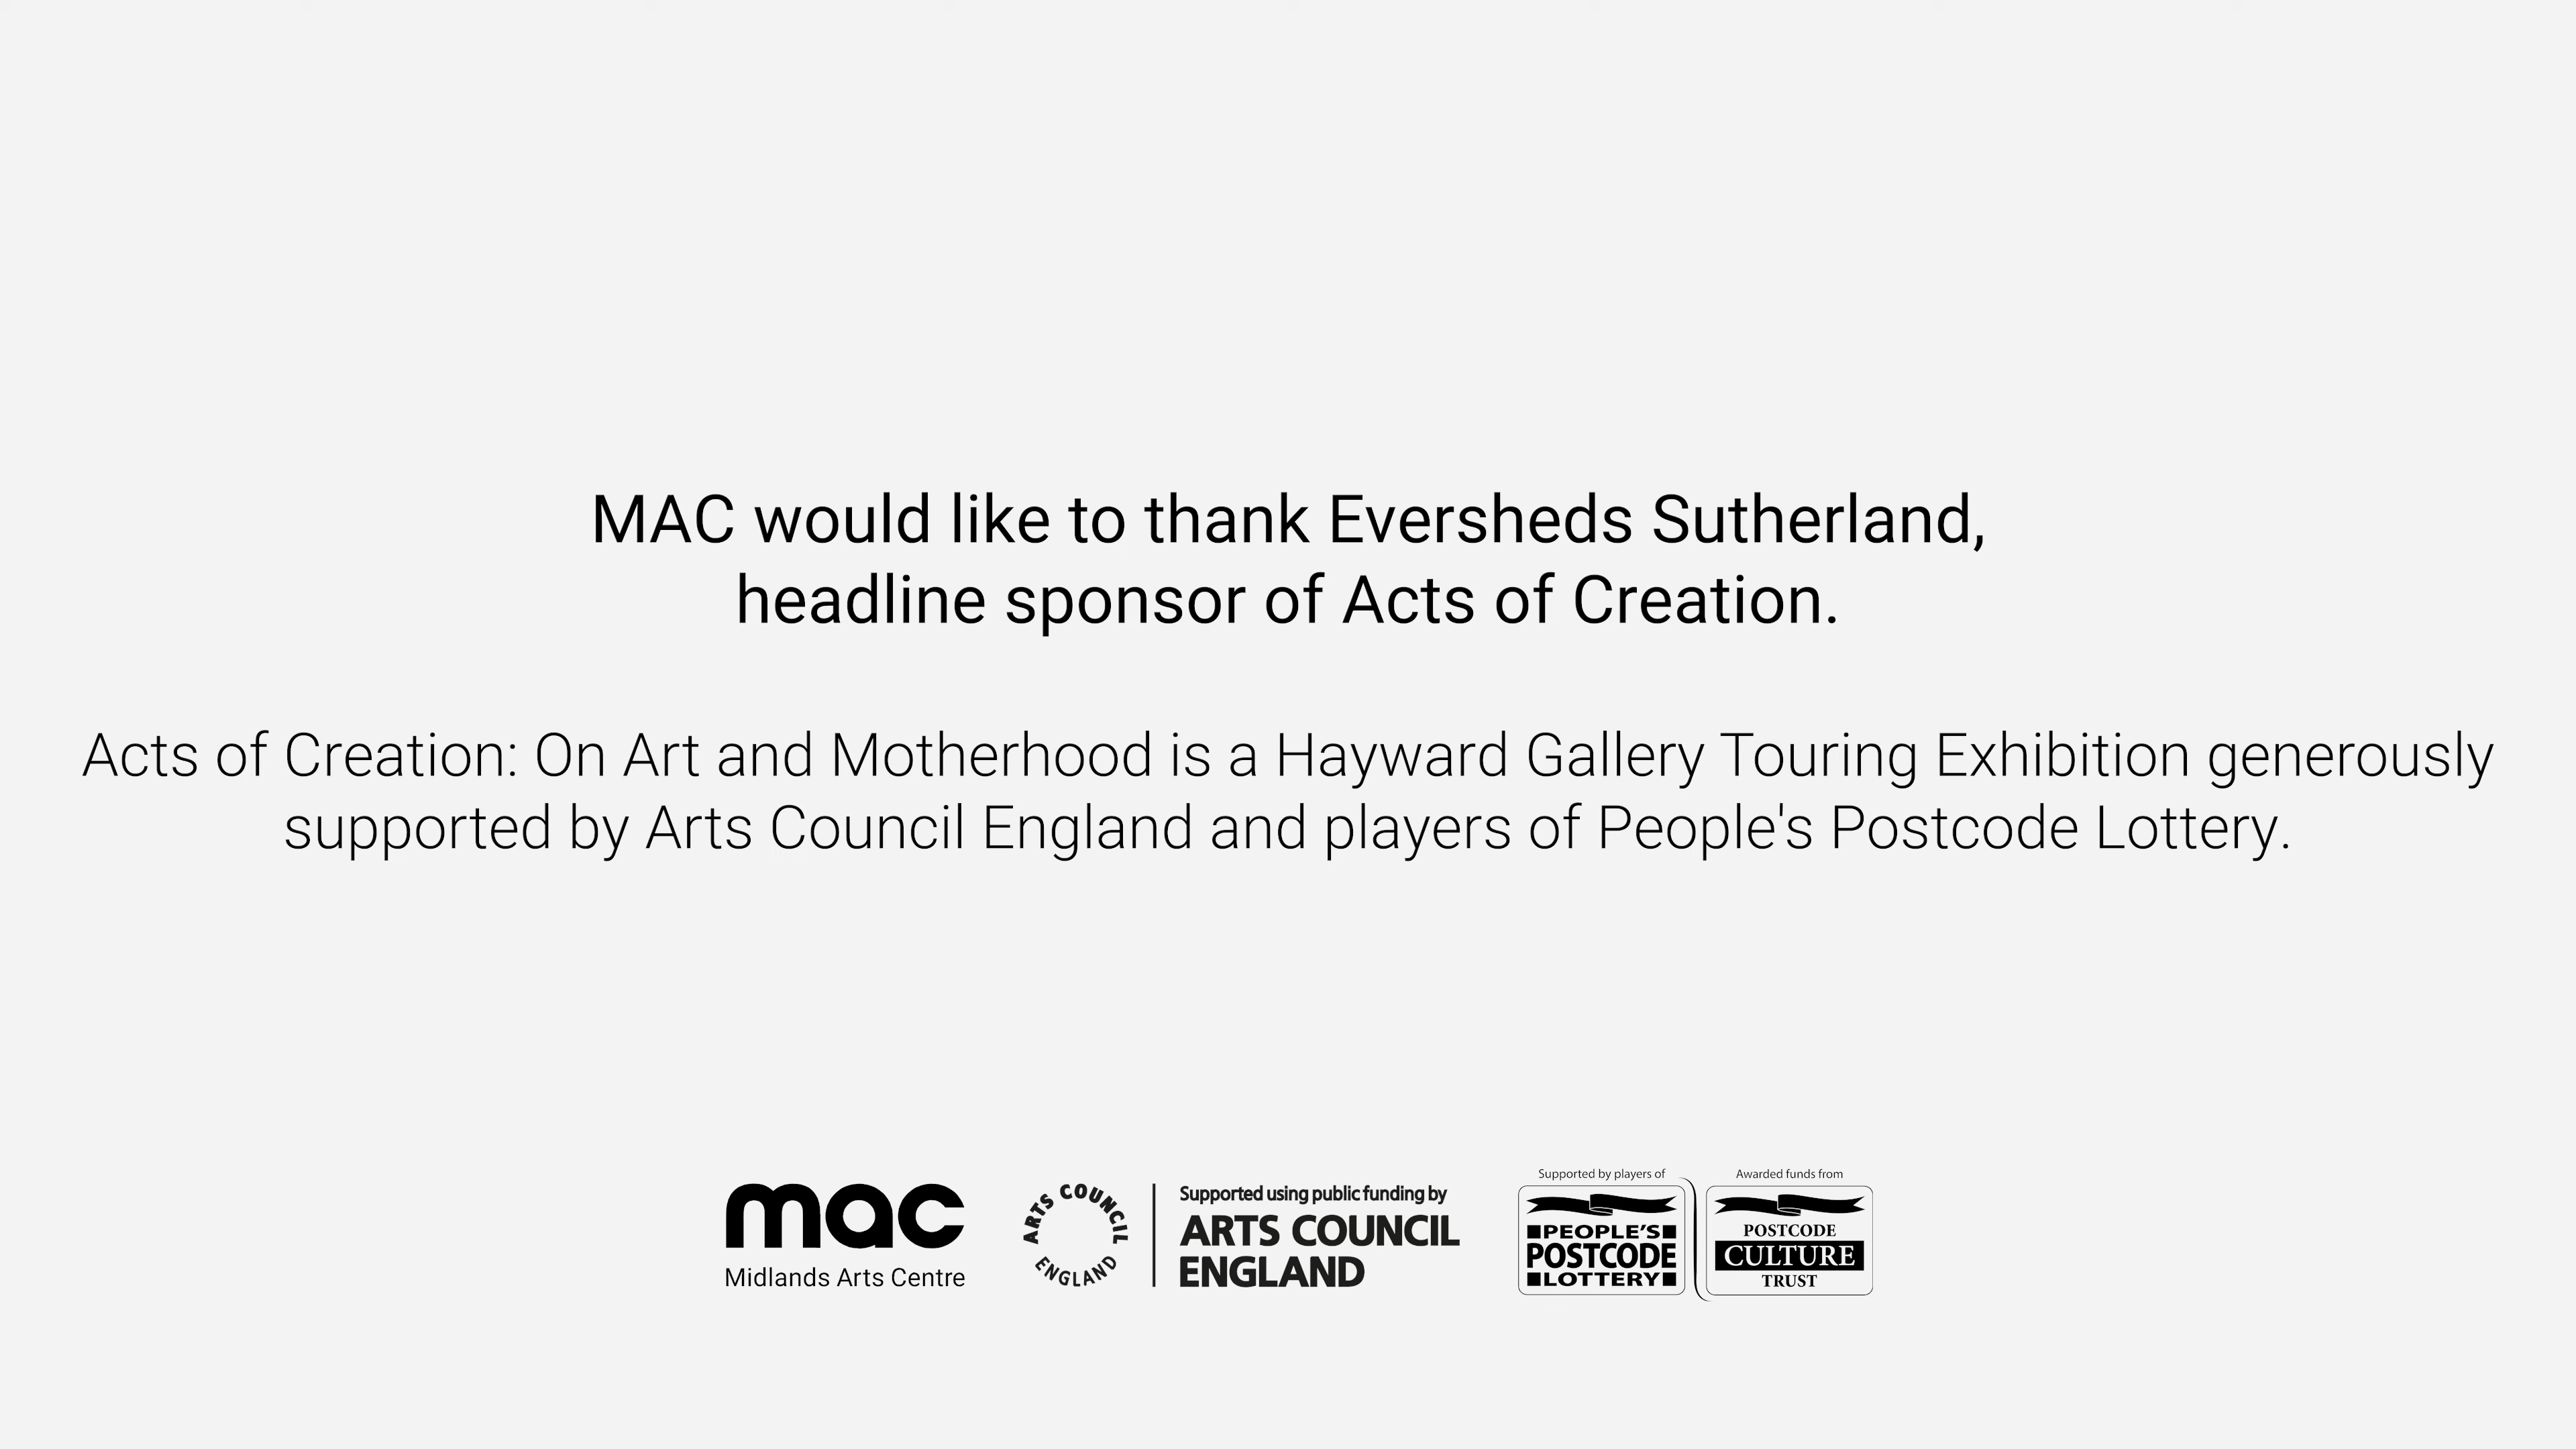 MAC would like to thank Eversheds Sutherland,
headline sponsor of Acts of Creation.
Acts of Creation: On Art and Motherhood is a Hayward Gallery Touring Exhibition generously
supported by Arts Council England and players of People's Postcode Lottery.
mac
Midlands Arts Centre
ARTS COUNCIL
ENGLAND
Supported using public funding by
ARTS COUNCIL
ENGLAND
Supported by players of
PEOPLE'S
POSTCODE
LOTTERY
Awarded funds from
POSTCODE
CULTURE
TRUST